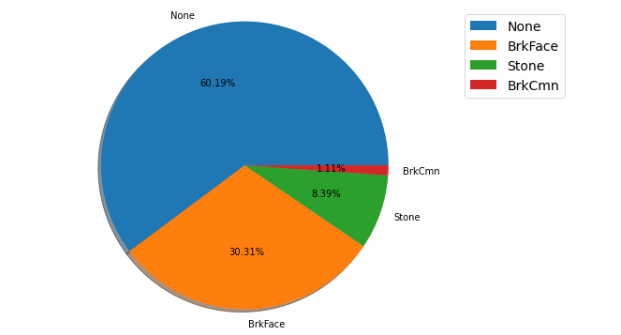 None
60.19%
1.11%
BrkCmn
8.39%
Stone
30.31%
BrkFace
None
BrkFace
Stone
BrkCmn